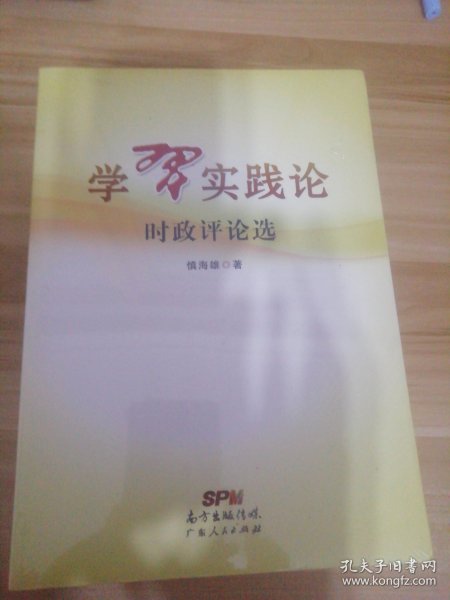 学习实践论
时政评论选
慎海雄◎著
SPM
南方出版传媒
广东人民出版社
孔夫子旧书网
www.kongfz.com